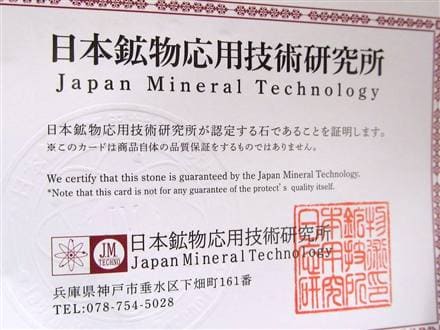 日本鉱物応用技術研究所
Japan Mineral Technology
日本鉱物応用技術研究所が認定する石であることを証明します。
※このカードは商品自体の品質保証をするものではありません。
We certify that this stone is guaranteed by the Japan Mineral Technology.
*Note that this card is not for any guarantee of the protect's quality itself.
J.M.
TECHNO
日本鉱物応用技術研究所
Japan Mineral Technology
兵庫県神戸市垂水区下畑町161番
TEL:078-754-5028